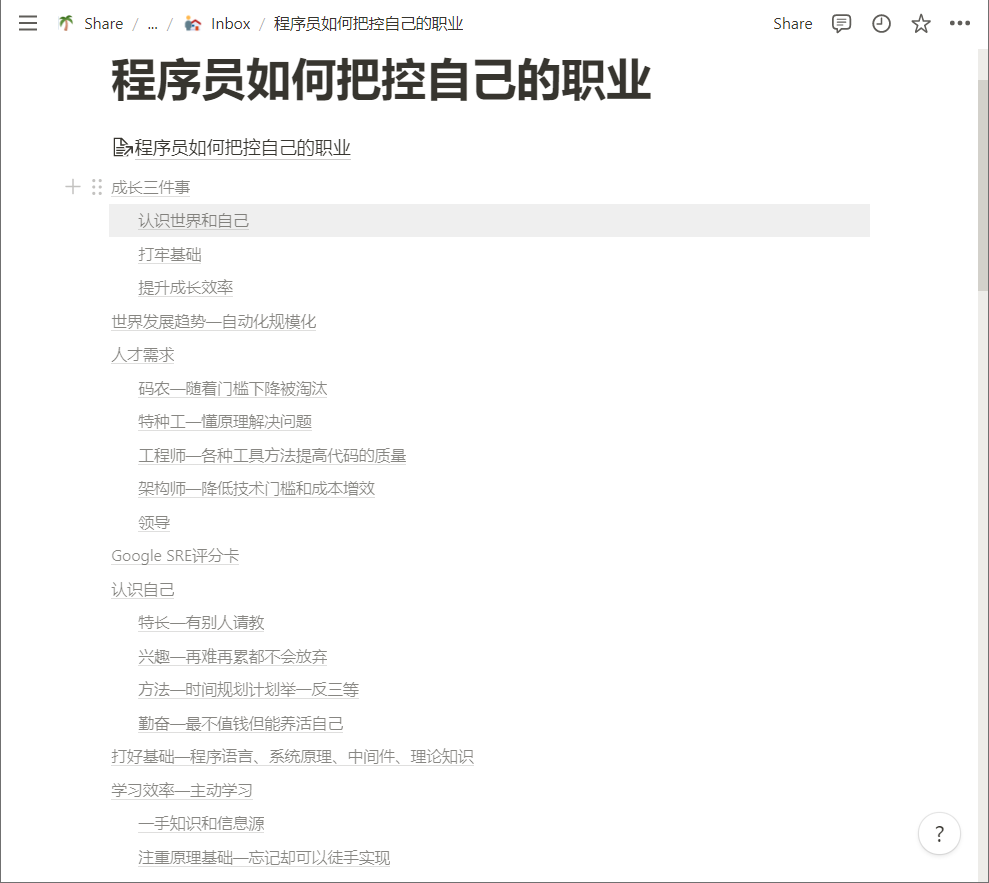 Share / ... / Inbox / 程序员如何把控自己的职业 Share
程序员如何把控自己的职业
程序员如何把控自己的职业
成长三件事
认识世界和自己
打牢基础
提升成长效率
世界发展趋势—自动化规模化
人才需求
码农—随着门槛下降被淘汰
特种工—懂原理解决问题
工程师—各种工具方法提高代码的质量
架构师—降低技术门槛和成本增效
领导
Google SRE评分卡
认识自己
特长—有别人请教
兴趣—再难再累都不会放弃
方法—时间规划计划举一反三等
勤奋—最不值钱但能养活自己
打好基础—程序语言、系统原理、中间件、理论知识
学习效率—主动学习
一手知识和信息源
注重原理基础—忘记却可以徒手实现
?